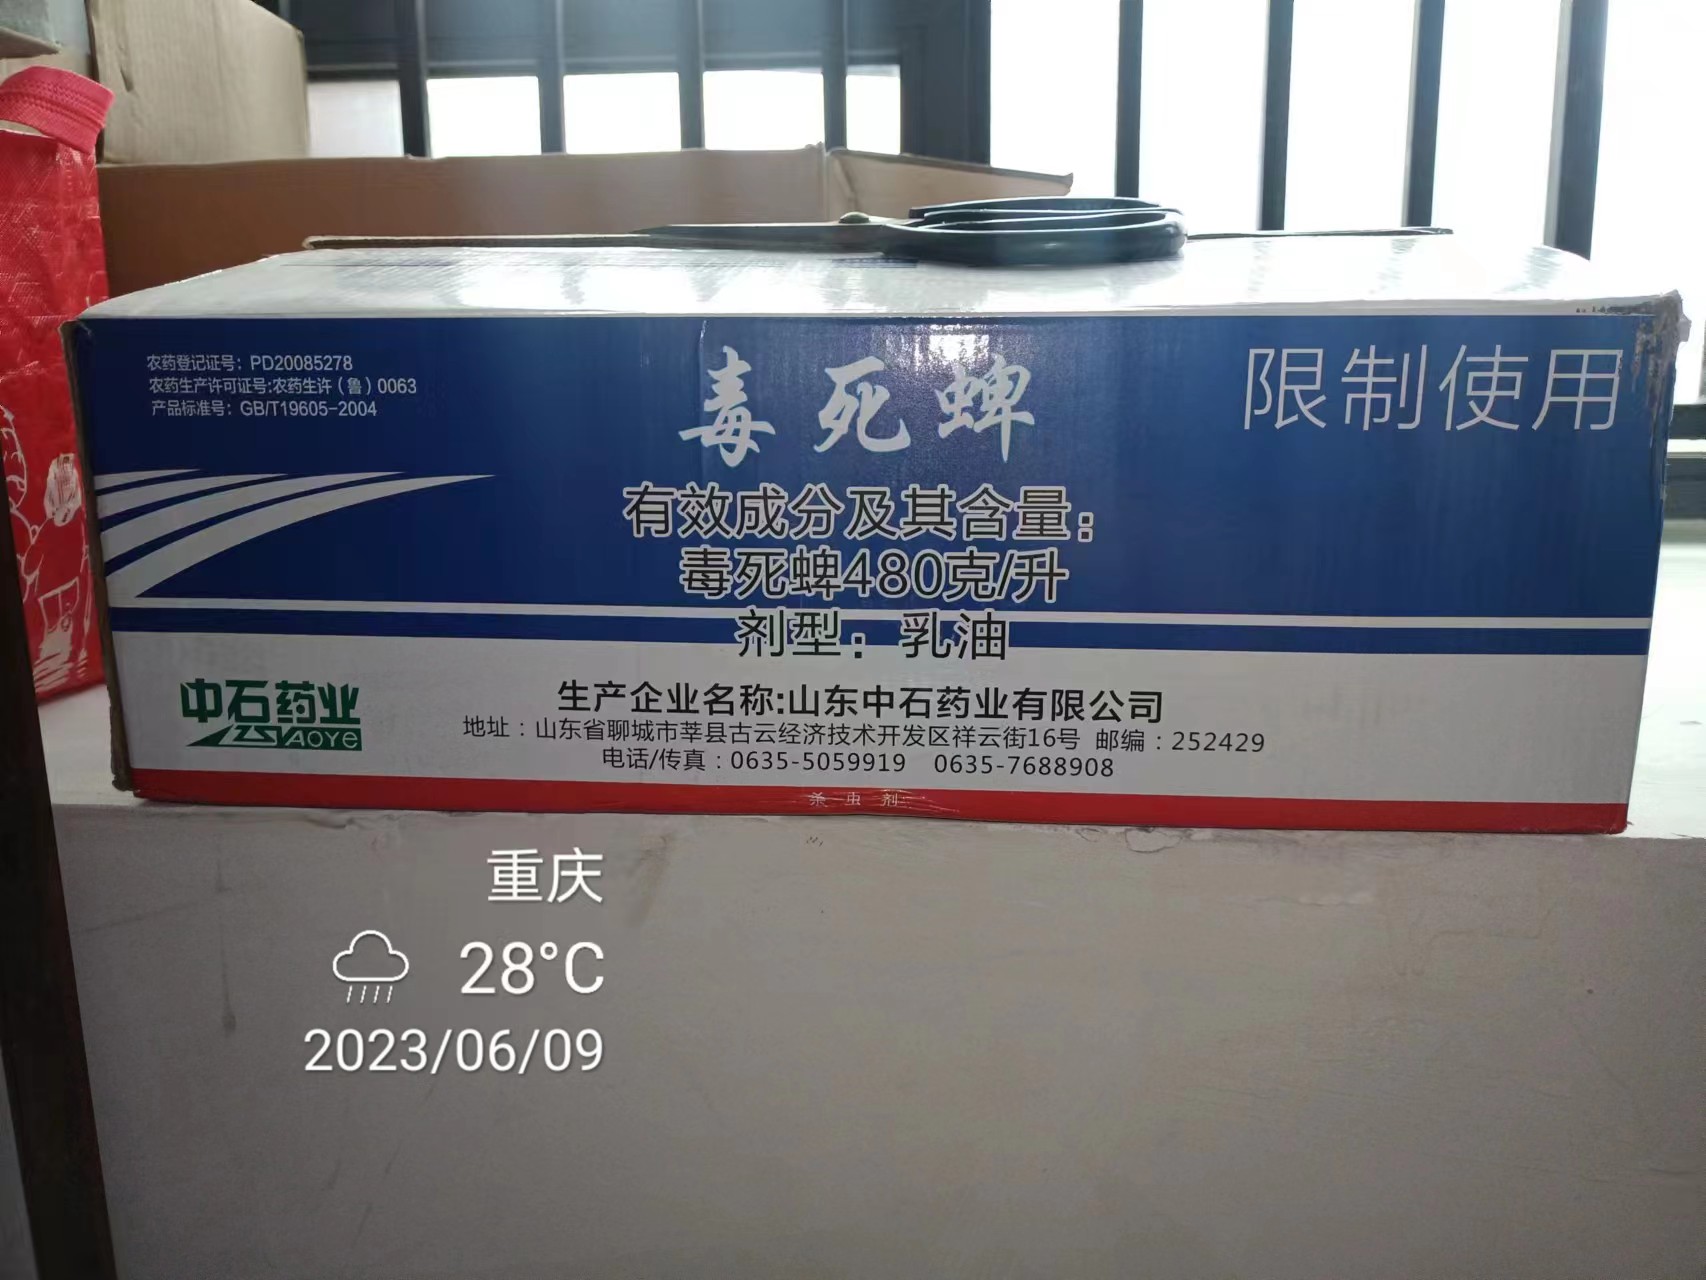 农药登记证号：PD20085278
农药生产许可证号:农药生许（鲁）0063
产品标准号：GB/T19605-2004
毒死蜱
限制使用
有效成分及其含量：
毒死蜱480克/升
剂型：乳油
中石药业
YAOYE
生产企业名称:山东中石药业有限公司
地址：山东省聊城市莘县古云经济技术开发区祥云街16号 邮编：252429
电话/传真：0635-5059919 0635-7688908
杀虫剂
重庆
28°C
2023/06/09